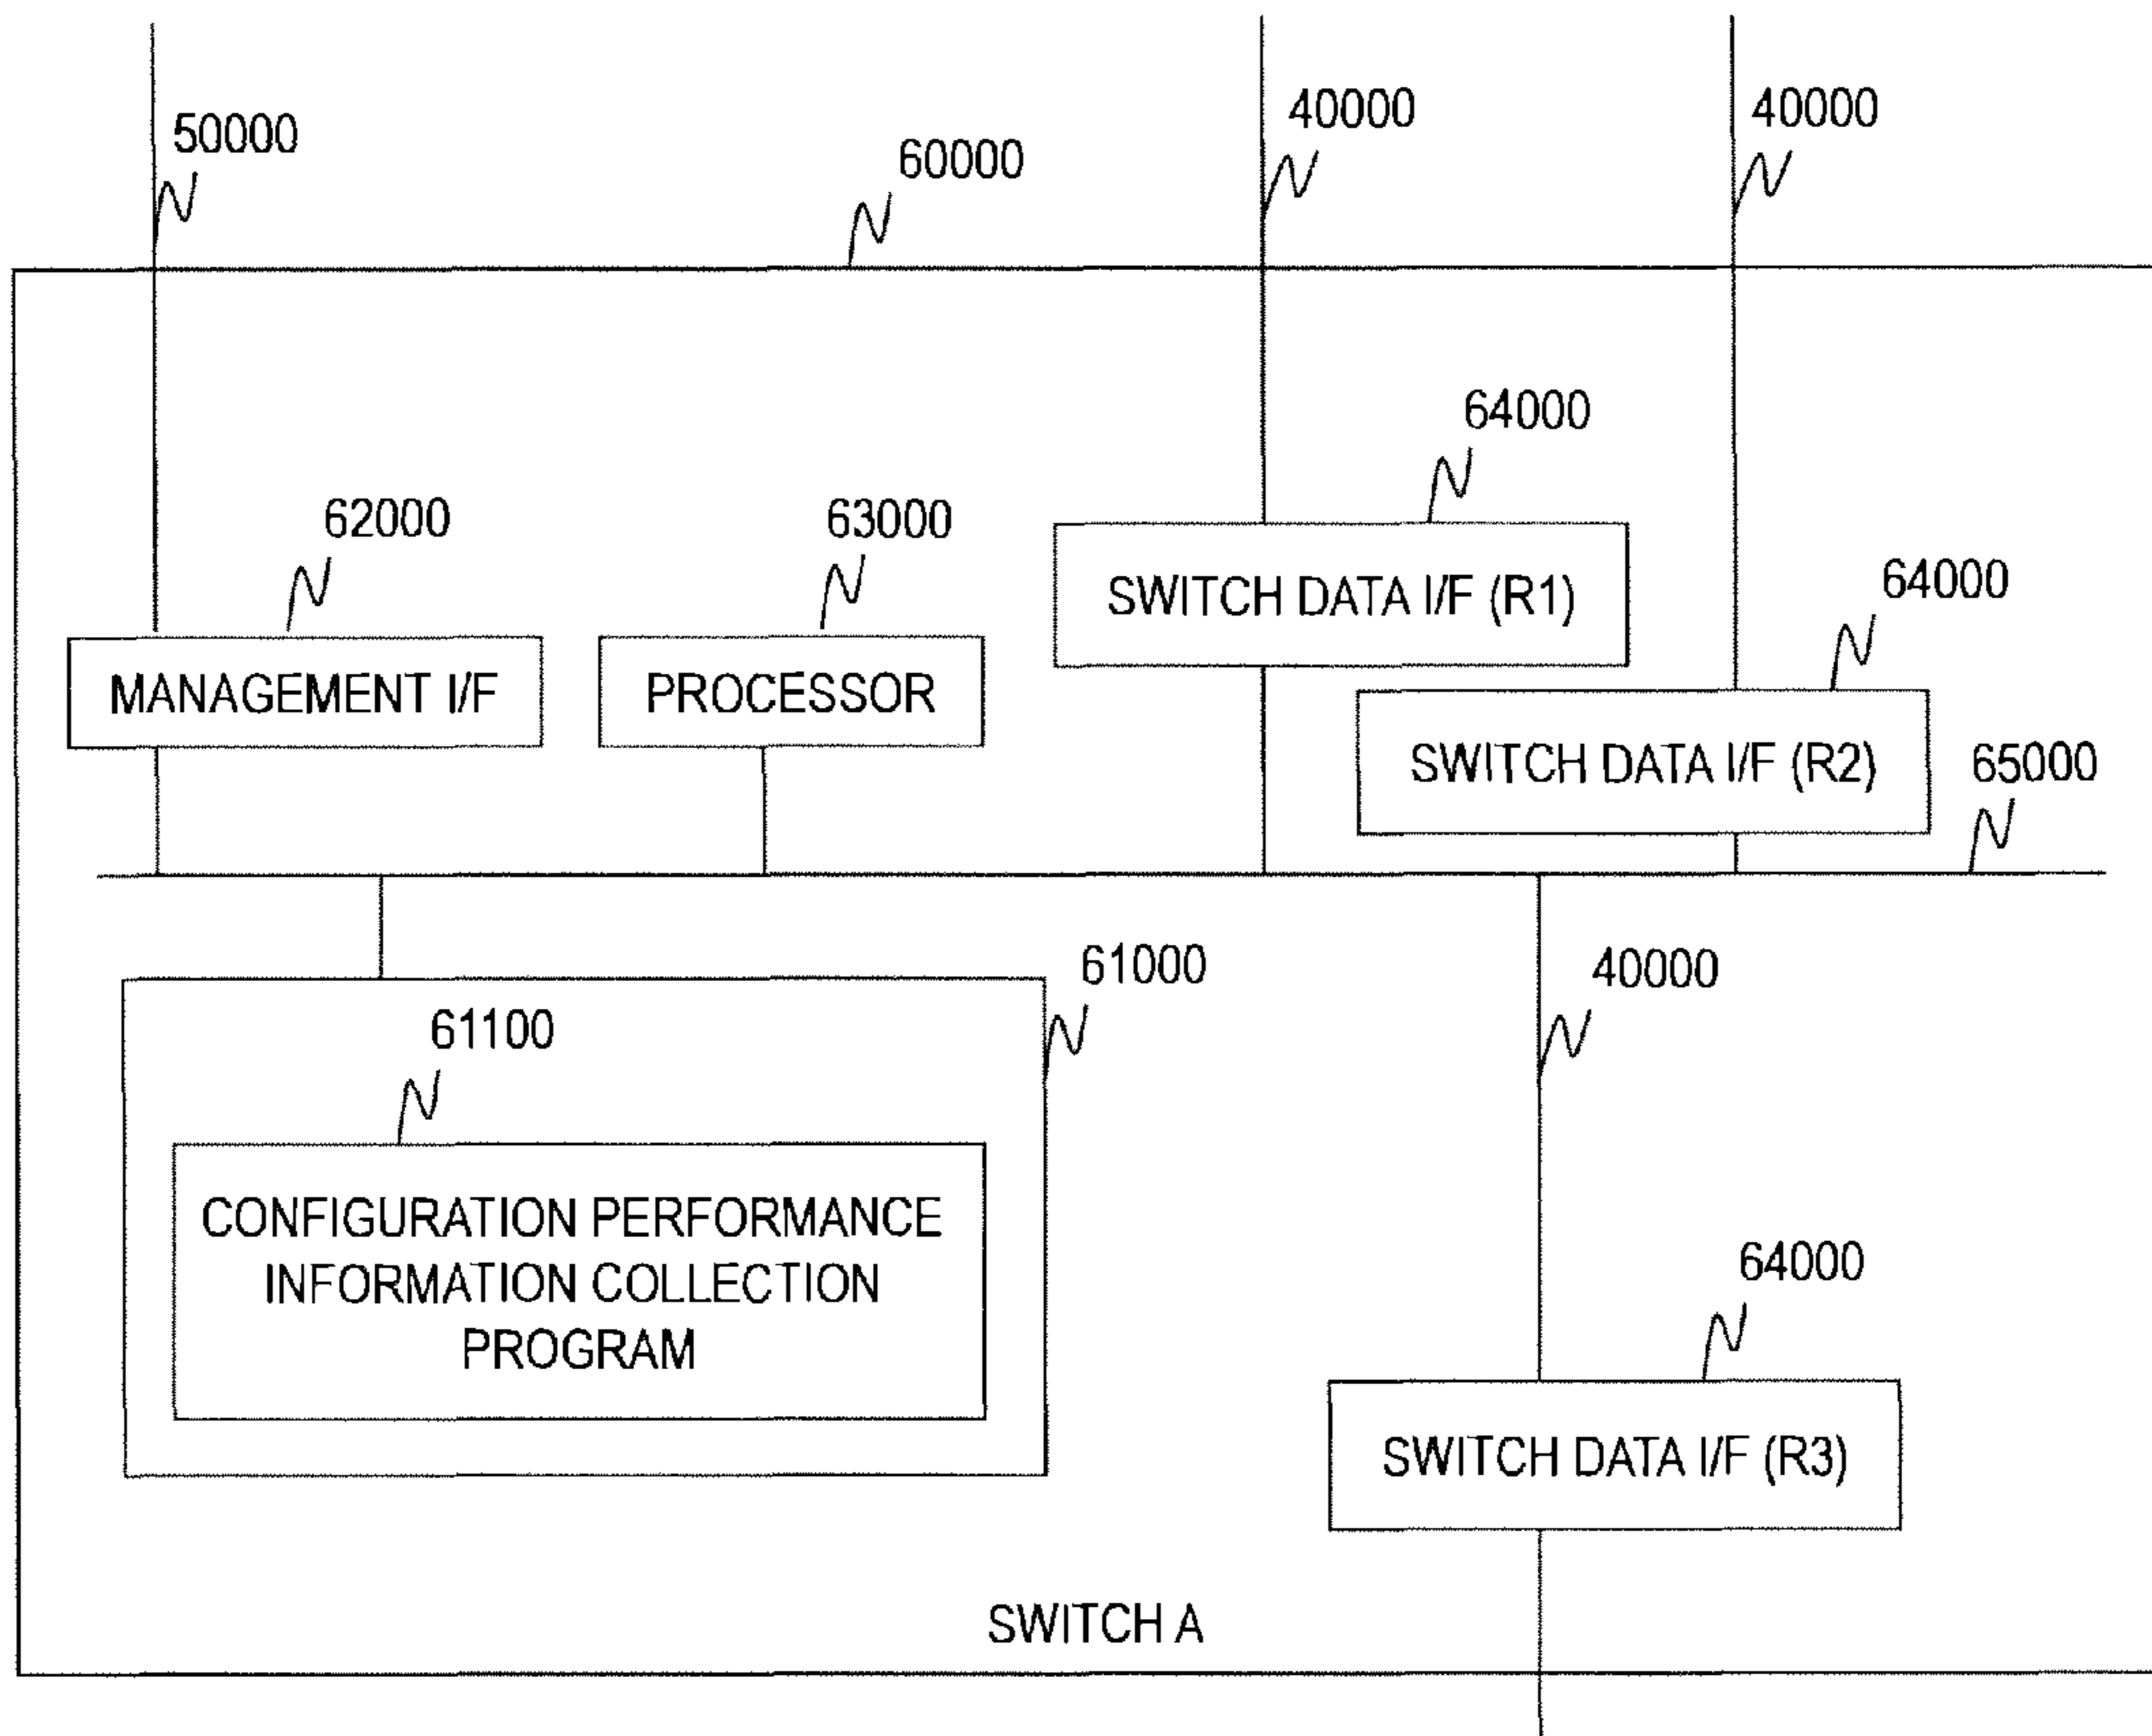 50000
60000
40000
40000
64000
62000
63000
SWITCH DATA I/F (R1)
64000
MANAGEMENT I/F
PROCESSOR
SWITCH DATA I/F (R2)
65000
61000
40000
61100
CONFIGURATION PERFORMANCE
INFORMATION COLLECTION
PROGRAM
64000
SWITCH DATA I/F (R3)
SWITCH A